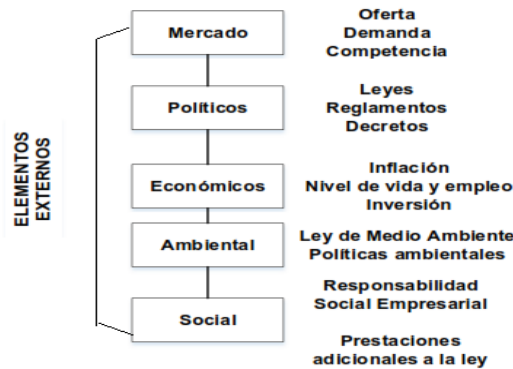 ELEMENTOS
EXTERNOS
Mercado
Oferta
Demanda
Competencia
Políticos
Leyes
Reglamentos
Decretos
Económicos
Inflación
Nivel de vida y empleo
Inversión
Ambiental
Ley de Medio Ambiente
Políticas ambientales
Social
Responsabilidad
Social Empresarial
Prestaciones
adicionales a la ley